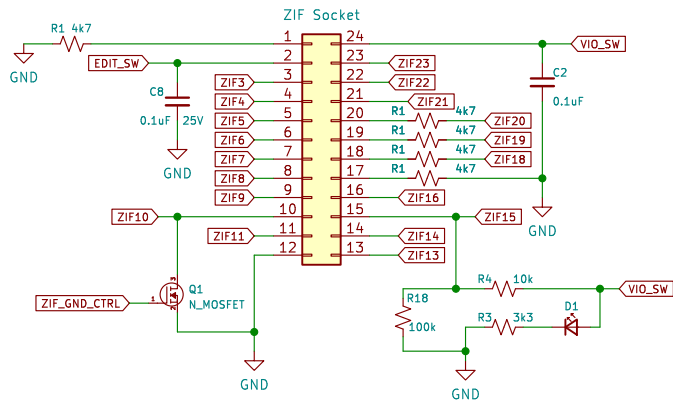 ZIF Socket
R1 4k7
1
24
VIO_SW
GND
EDIT_SW
2
23
ZIF23
ZIF3
3
22
ZIF22
C2
C8
ZIF4
4
21
ZIF21
0.1uF
0.1uF 25V
ZIF5
5
20
R1
4k7
ZIF20
ZIF6
6
19
R1
4k7
ZIF19
GND
ZIF7
7
18
R1
4k7
ZIF18
ZIF8
8
17
R1
4k7
ZIF9
9
16
ZIF16
GND
ZIF10
10
15
ZIF15
ZIF11
11
14
ZIF14
12
13
ZIF13
3
Q1
N_MOSFET
ZIF_GND_CTRL
1
2
R4
10k
VIO_SW
R18
100k
R3
3k3
D1
GND
GND